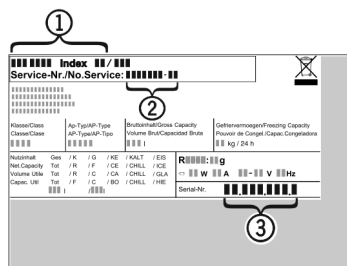 1
Index /
Service-Nr./No.Service: -
2
Klasse/Class
Classe/Classe
Ap-Typ/AP-Type
AP-Type/AP-Tipo
Bruttoinhalt/Gross Capacity
Volume Brut/Capacidad Brute
l
Gefriervermoegen/Freezing Capacity
Pouvoir de Congel./Capac.Congeladora
kg / 24 h
Nutzinhalt Ges / K / G / KE / KALT / EIS
Net.Capacity Tot / R / F / CE / CHILL / ICE
Volume Utile Tot / R / C / CA / CHILL / GLA
Capac. Util Tot / F / C / BO / CHILL / HIE
l / l
R : g
W A - V Hz
Serial-Nr. . . .
3